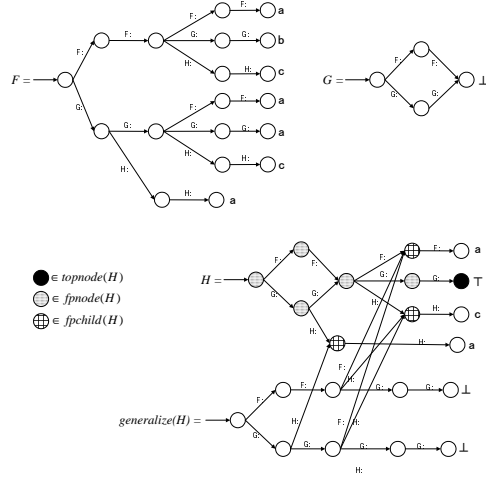 F: F: a
F: F: G: G: b
H: H: c
F =
G: F: F: a
G: G: G: G: a
H: H: c
H: H: a
G = F: F: ⊥
G: G:
● ∈ topnode(H)
∈ fpnode(H)
∈ fpchild(H)
H = F: F: F: F: a
G: G: G: G: ⊤
H: H: c
H: H: a
F: H:
generalize(H) = F: F: G: G: ⊥
H: F: H:
G: G: G: G: ⊥
H: